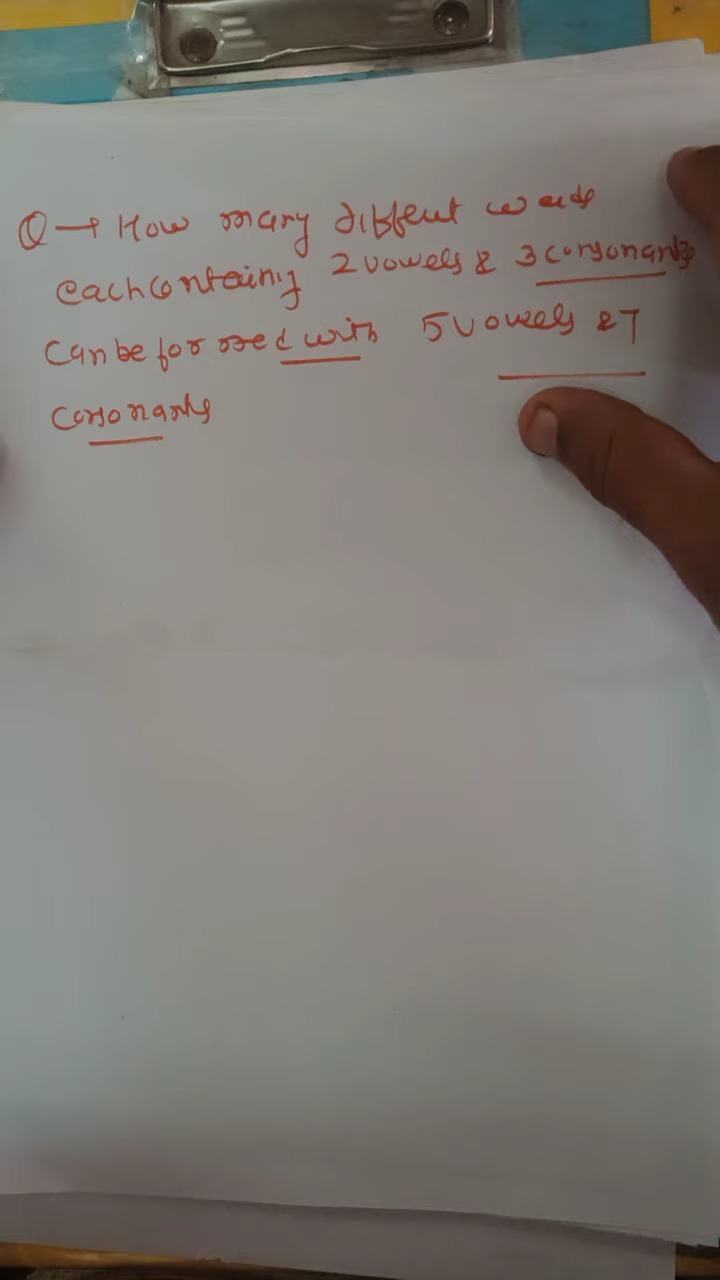 Q → How many different words
each containing 2 vowels & 3 consonants
can be formed with 5 vowels & 7
consonants